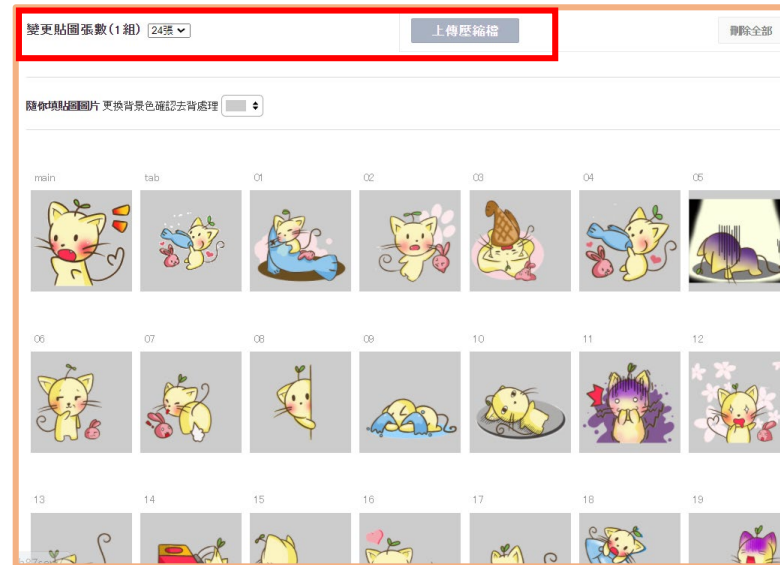 變更貼圖張數(1組) 24張 上傳壓縮檔 刪除全部
隨你填貼圖圖片 更換背景色確認去背處理
main tab 01 02 03 04 05
06 07 08 09 10 11 12
13 14 15 16 17 18 19